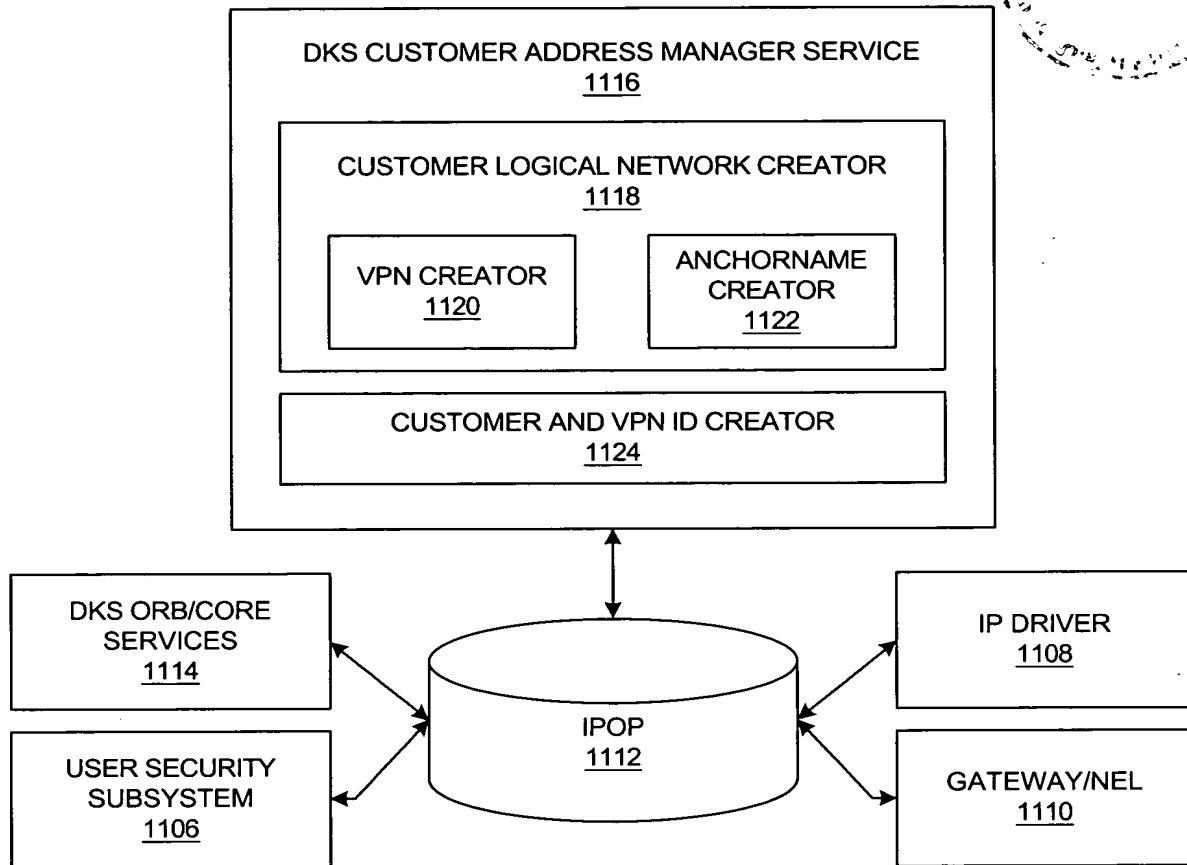 DKS CUSTOMER ADDRESS MANAGER SERVICE
1116
CUSTOMER LOGICAL NETWORK CREATOR
1118
VPN CREATOR
1120
ANCHORNAME
CREATOR
1122
CUSTOMER AND VPN ID CREATOR
1124
DKS ORB/CORE
SERVICES
1114
USER SECURITY
SUBSYSTEM
1106
IPOP
1112
IP DRIVER
1108
GATEWAY/NEL
1110